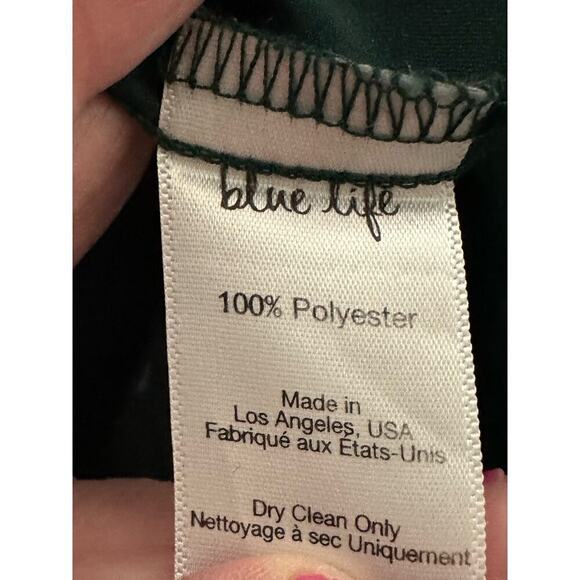 blue life
100% Polyester
Made in
Los Angeles, USA
Fabriqué aux États-Unis
Dry Clean Only
Nettoyage à sec Uniquement